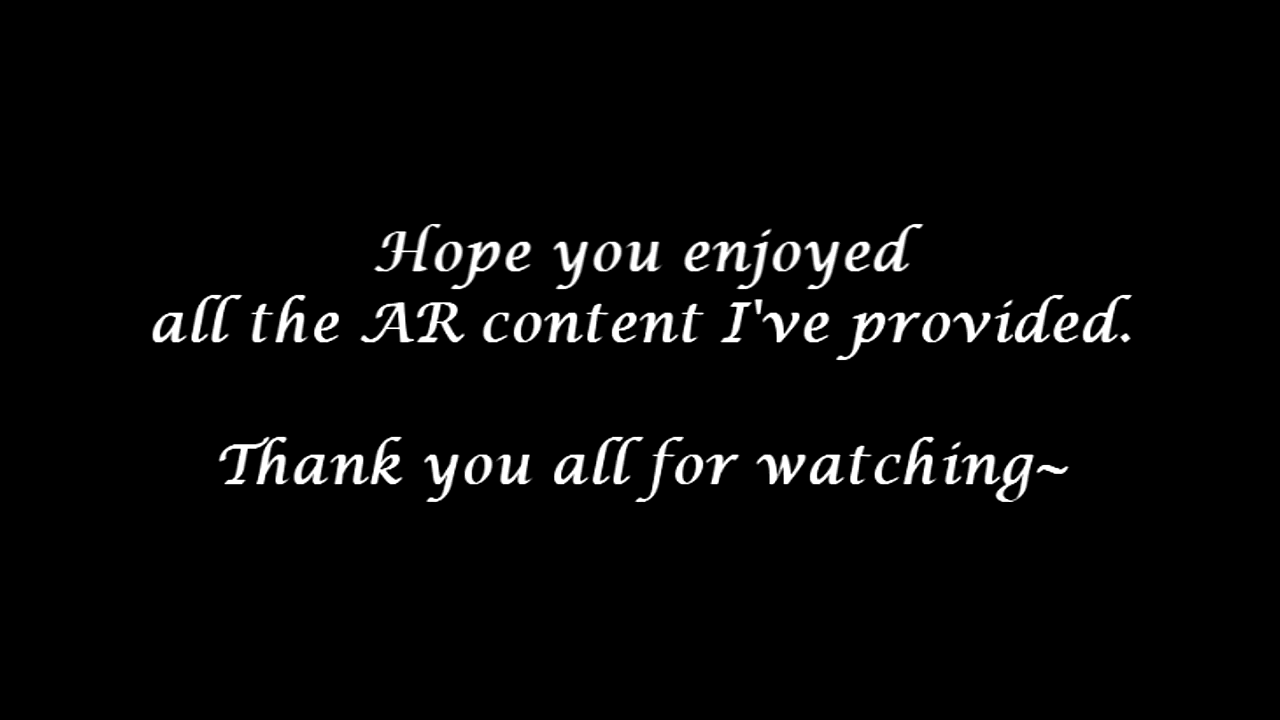 Hope you enjoyed
all the AR content I've provided.
Thank you all for watching~